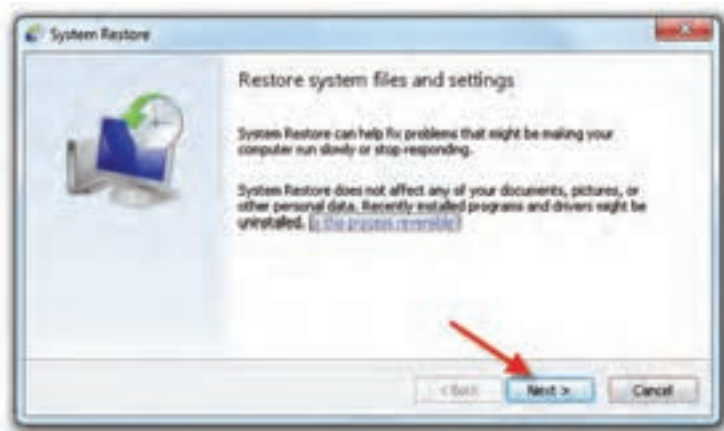 System Restore
Restore system files and settings
System Restore can help fix problems that might be making your
computer run slowly or stop responding.
System Restore does not affect any of your documents, pictures, or
other personal data. Recently installed programs and drivers might be
uninstalled. Is this process reversible?
< Back Next > Cancel